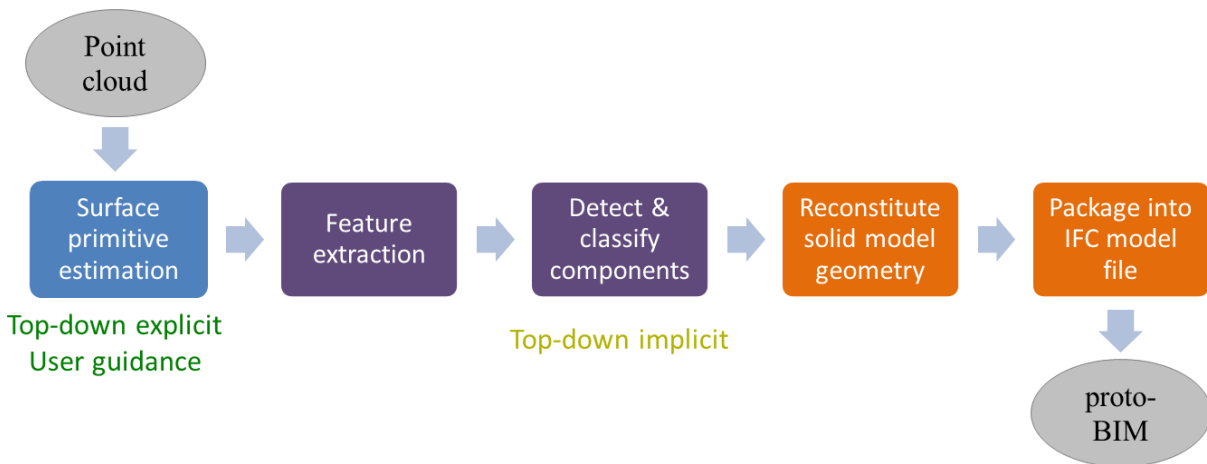 Point
cloud
Surface
primitive
estimation
Feature
extraction
Detect &
classify
components
Reconstitute
solid model
geometry
Package into
IFC model
file
Top-down explicit
User guidance
Top-down implicit
proto-
BIM